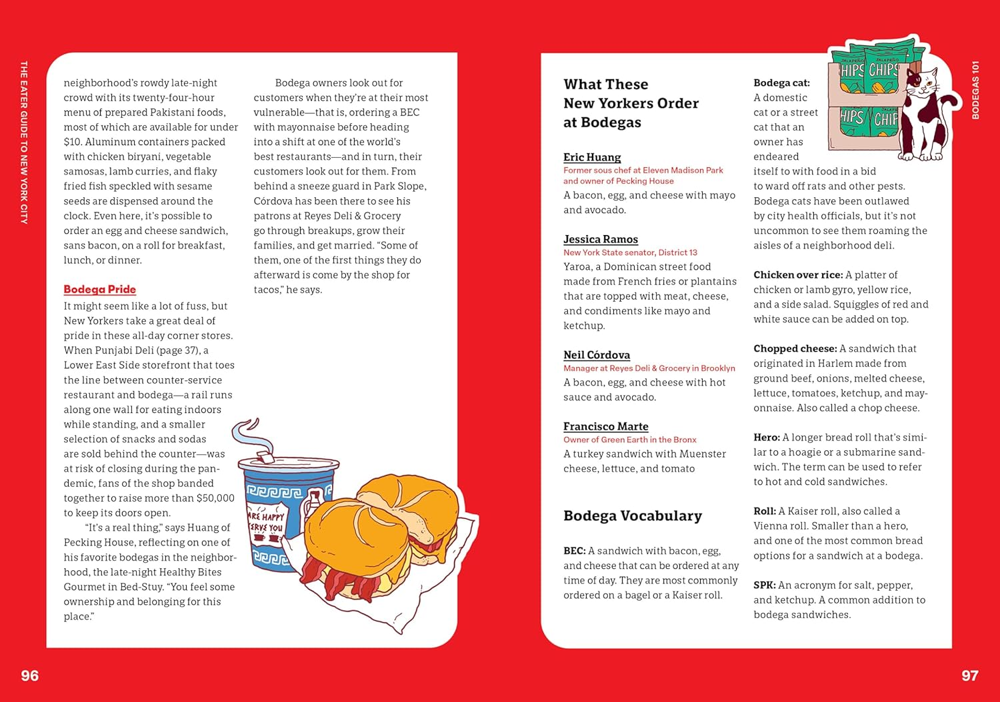 THE EATER GUIDE TO NEW YORK CITY
neighborhood's rowdy late-night
crowd with its twenty-four-hour
menu of prepared Pakistani foods,
most of which are available for under
$10. Aluminum containers packed
with chicken biryani, vegetable
samosas, lamb curries, and flaky
fried fish speckled with sesame
seeds are dispensed around the
clock. Even here, it's possible to
order an egg and cheese sandwich,
sans bacon, on a roll for breakfast,
lunch, or dinner.
Bodega Pride
It might seem like a lot of fuss, but
New Yorkers take a great deal of
pride in these all-day corner stores.
When Punjabi Deli (page 37), a
Lower East Side storefront that toes
the line between counter-service
restaurant and bodega—a rail runs
along one wall for eating indoors
while standing, and a smaller
selection of snacks and sodas
are sold behind the counter—was
at risk of closing during the pan-
demic, fans of the shop banded
together to raise more than $50,000
to keep its doors open.
"It's a real thing," says Huang of
Pecking House, reflecting on one of
his favorite bodegas in the neighbor-
hood, the late-night Healthy Bites
Gourmet in Bed-Stuy. "You feel some
ownership and belonging for this
place."
Bodega owners look out for
customers when they're at their most
vulnerable—that is, ordering a BEC
with mayonnaise before heading
into a shift at one of the world's
best restaurants—and in turn, their
customers look out for them. From
behind a sneeze guard in Park Slope,
Córdova has been there to see his
patrons at Reyes Deli & Grocery
go through breakups, grow their
families, and get married. "Some of
them, one of the first things they do
afterward is come by the shop for
tacos," he says.
ARE HAPPY
SERVE YOU
96
What These
New Yorkers Order
at Bodegas
Eric Huang
Former sous chef at Eleven Madison Park
and owner of Pecking House
A bacon, egg, and cheese with mayo
and avocado.
Jessica Ramos
New York State senator, District 13
Yaroa, a Dominican street food
made from French fries or plantains
that are topped with meat, cheese,
and condiments like mayo and
ketchup.
Neil Córdova
Manager at Reyes Deli & Grocery in Brooklyn
A bacon, egg, and cheese with hot
sauce and avocado.
Francisco Marte
Owner of Green Earth in the Bronx
A turkey sandwich with Muenster
cheese, lettuce, and tomato
Bodega Vocabulary
BEC: A sandwich with bacon, egg,
and cheese that can be ordered at any
time of day. They are most commonly
ordered on a bagel or a Kaiser roll.
Bodega cat:
A domestic
cat or a street
cat that an
owner has
endeared
itself to with food in a bid
to ward off rats and other pests.
Bodega cats have been outlawed
by city health officials, but it's not
uncommon to see them roaming the
aisles of a neighborhood deli.
Chicken over rice: A platter of
chicken or lamb gyro, yellow rice,
and a side salad. Squiggles of red and
white sauce can be added on top.
Chopped cheese: A sandwich that
originated in Harlem made from
ground beef, onions, melted cheese,
lettuce, tomatoes, ketchup, and may-
onnaise. Also called a chop cheese.
Hero: A longer bread roll that's simi-
lar to a hoagie or a submarine sand-
wich. The term can be used to refer
to hot and cold sandwiches.
Roll: A Kaiser roll, also called a
Vienna roll. Smaller than a hero,
and one of the most common bread
options for a sandwich at a bodega.
SPK: An acronym for salt, pepper,
and ketchup. A common addition to
bodega sandwiches.
JALAPEÑO JALAPEÑO
HIPS CHIPS
JALAPE
HIPS CHIP
BODEGAS 101
97